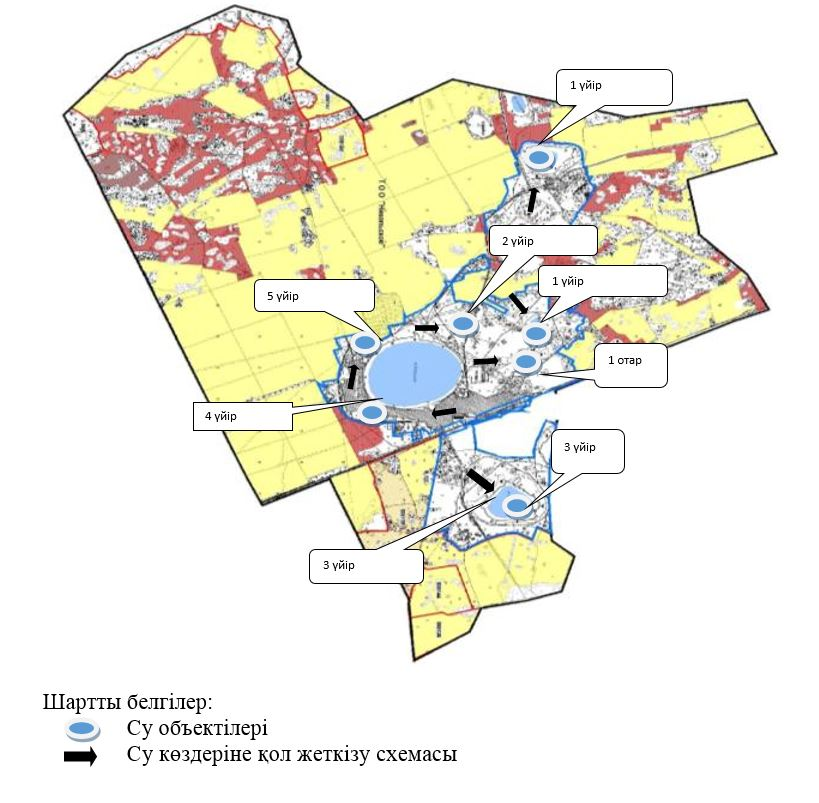 1 үйір
2 үйір
1 үйір
5 үйір
1 отар
4 үйір
3 үйір
3 үйір
Шартты белгілер:
Су объектілері
Су көздеріне қол жеткізу схемасы